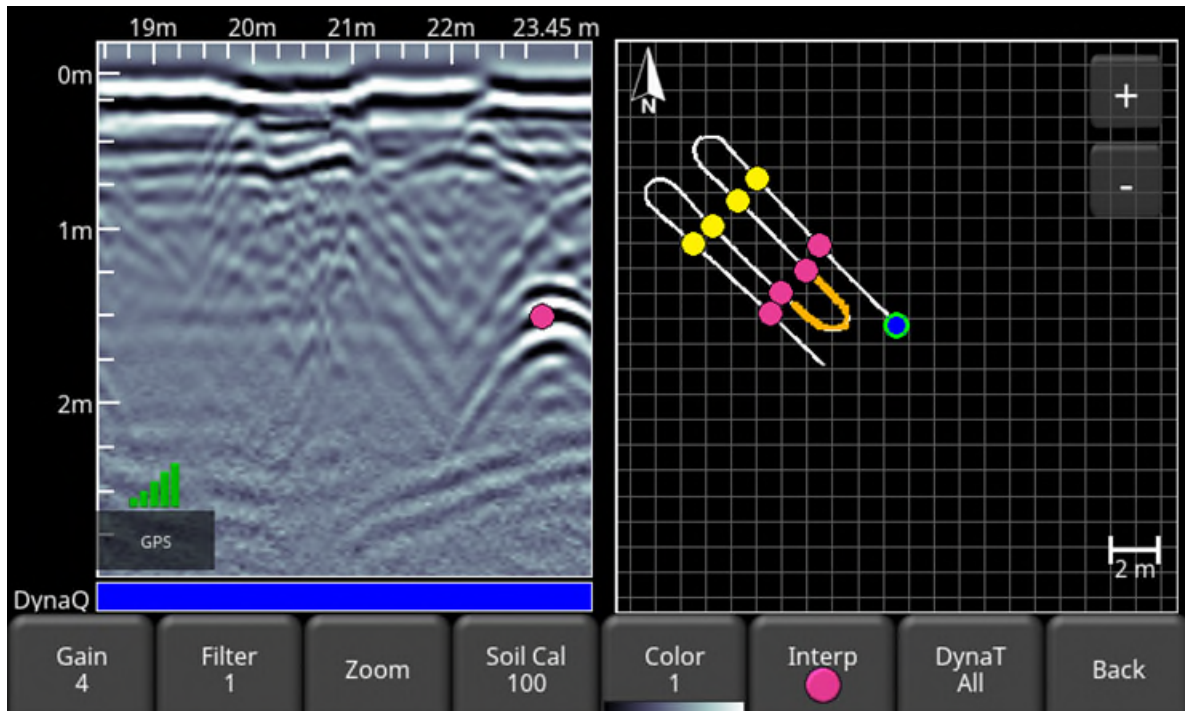 19m 20m 21m 22m 23.45 m
0m
1m
2m
GPS
DynaQ
N
+
-
2 m
Gain
4
Filter
1
Zoom
Soil Cal
100
Color
1
Interp
DynaT
All
Back